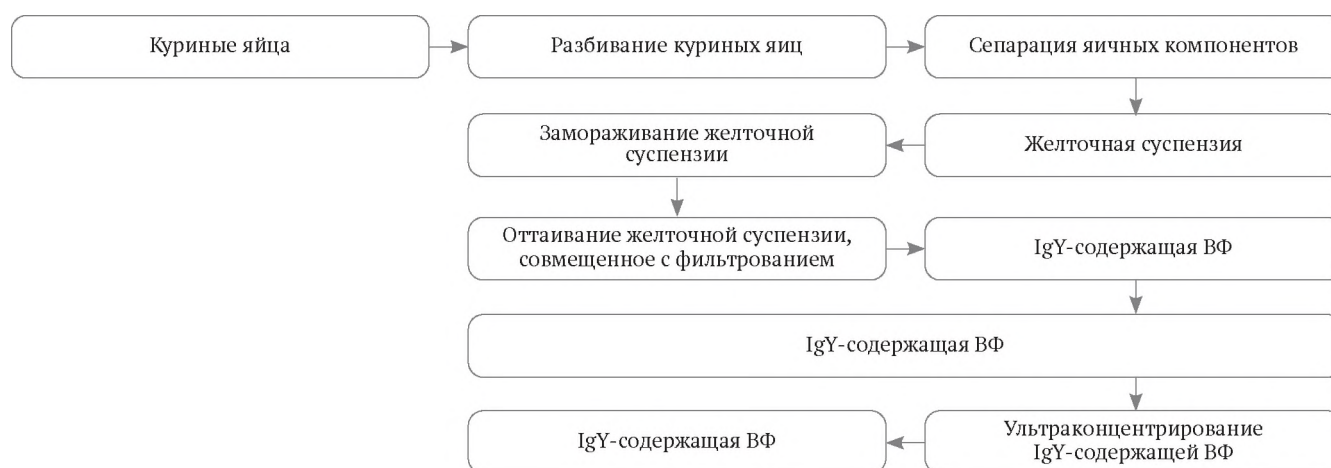 Куриные яйца
Разбивание куриных яиц
Сепарация яичных компонентов
Замораживание желточной
суспензии
Желточная суспензия
Оттаивание желточной суспензии,
совмещенное с фильтрованием
IgY-содержащая ВФ
IgY-содержащая ВФ
IgY-содержащая ВФ
Ультраконцентрирование
IgY-содержащей ВФ